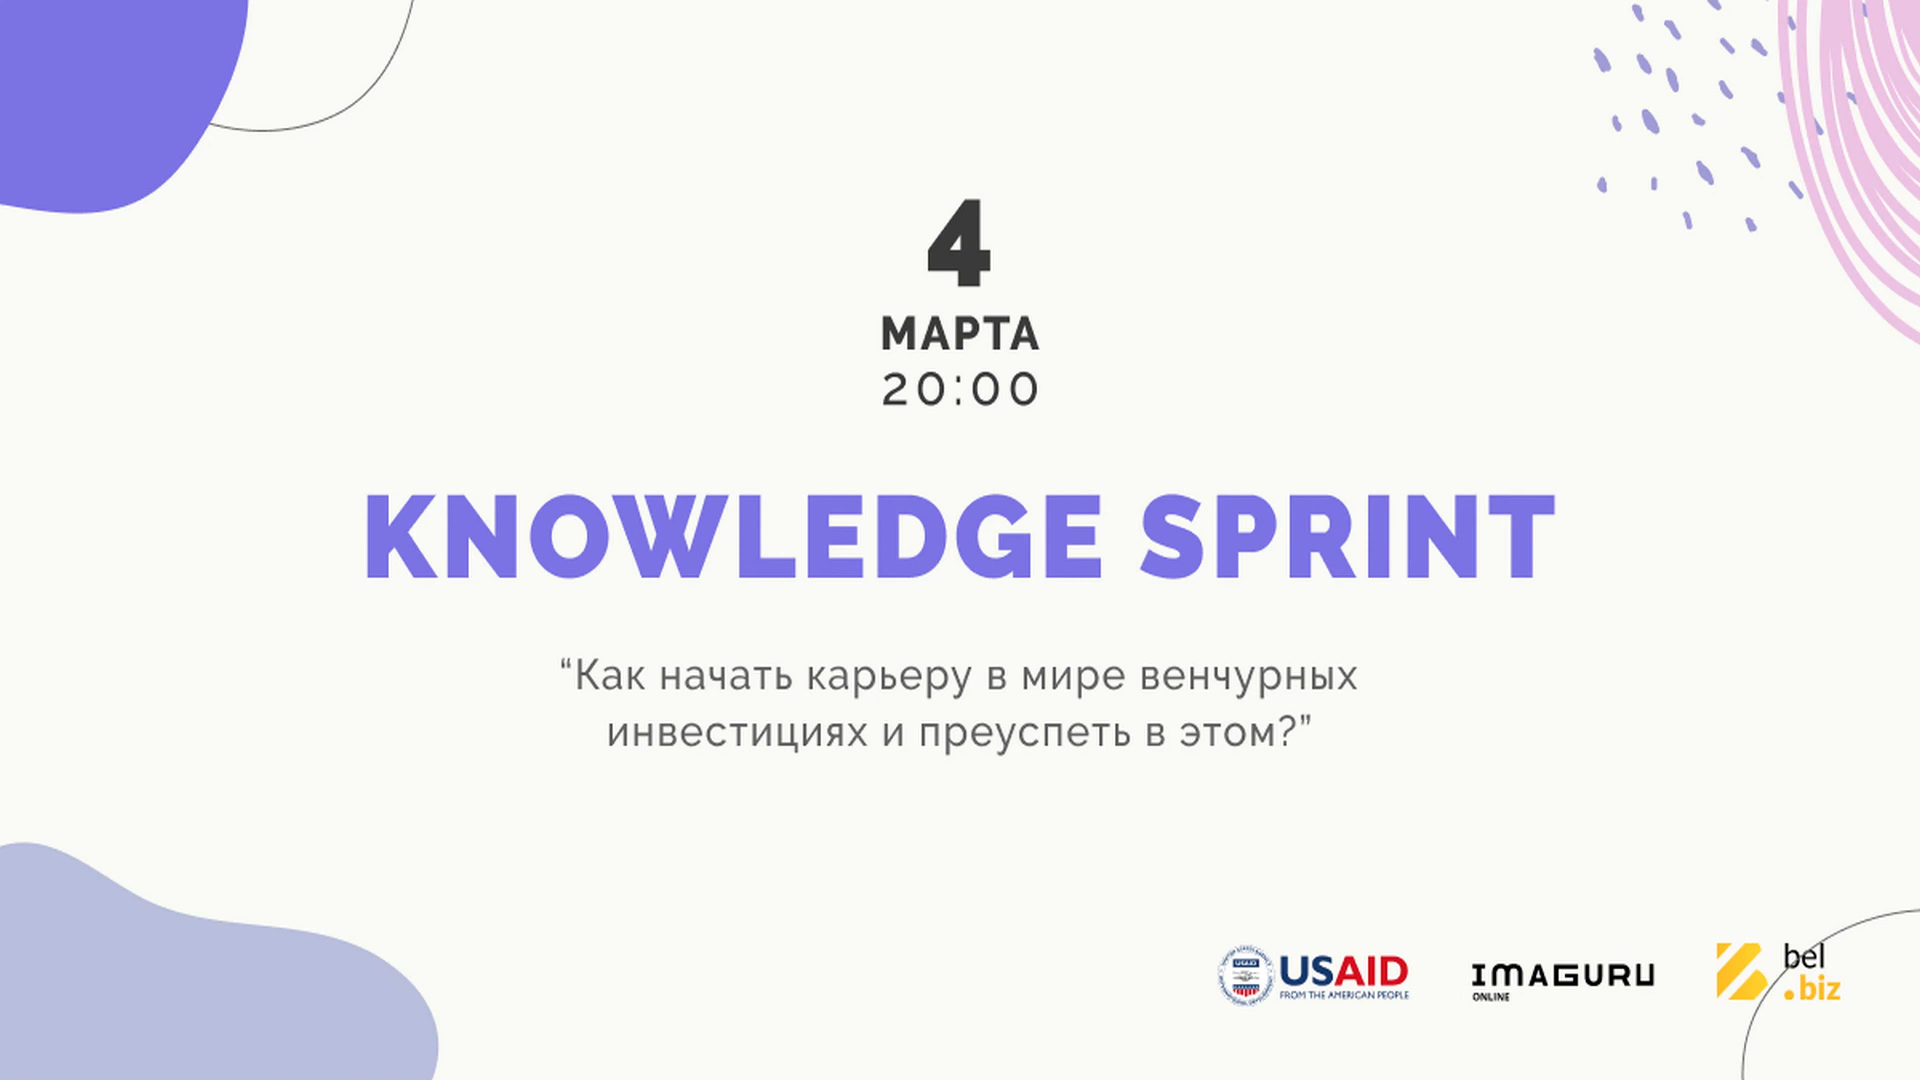 4
МАРТА
20:00
KNOWLEDGE SPRINT
“Как начать карьеру в мире венчурных
инвестициях и преуспеть в этом?”
USAID
USAID
FROM THE AMERICAN PEOPLE
IMAGURU
ONLINE
bel
.biz